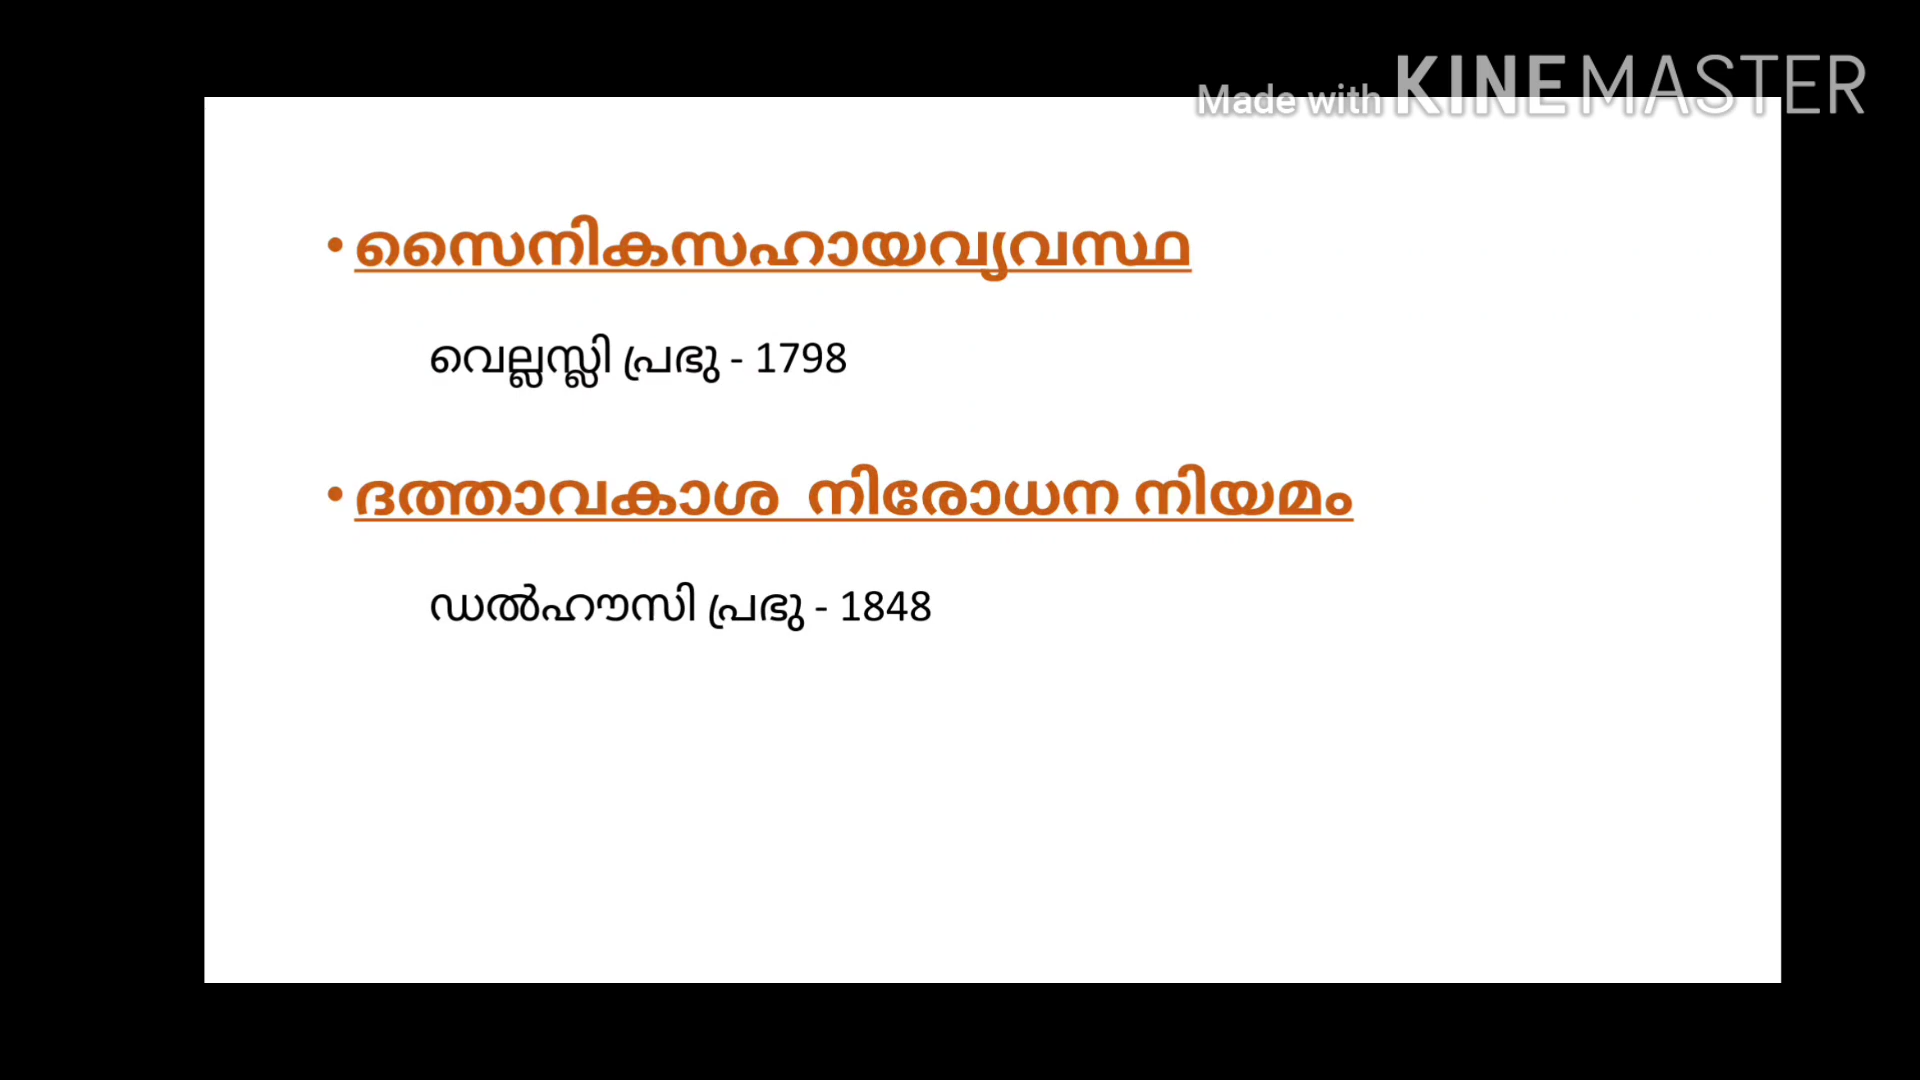 Made with KINEMASTER
• സൈനികസഹായവ്യവസ്ഥ
വെല്ലസ്ലി പ്രഭു - 1798
• ദത്താവകാശ നിരോധന നിയമം
ഡൽഹൗസി പ്രഭു - 1848